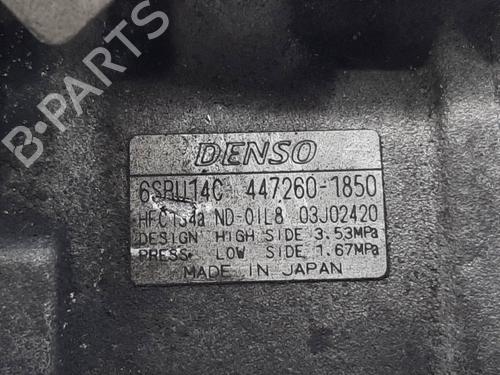 B-PARTS
DENSO
6SBU14C 447260-1850
HFC134a ND-OIL8 03J02420
DESIGN HIGH SIDE 3.53MPa
PRESS. LOW SIDE 1.67MPa
MADE IN JAPAN